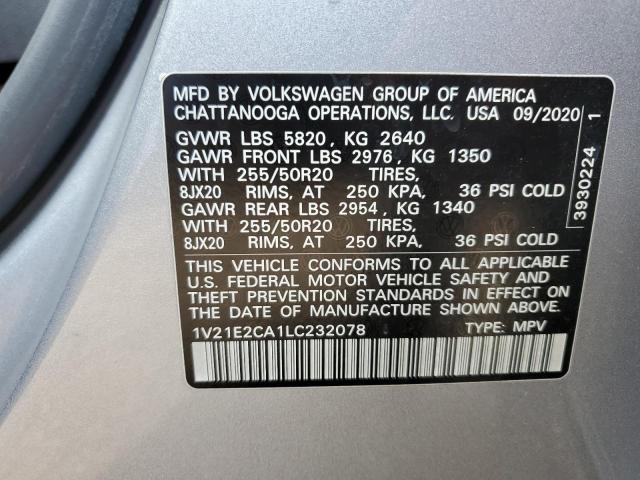 MFD BY VOLKSWAGEN GROUP OF AMERICA
CHATTANOOGA OPERATIONS, LLC. USA 09/2020
GVWR LBS 5820 , KG 2640
GAWR FRONT LBS 2976 , KG 1350
WITH 255/50R20 TIRES,
8JX20 RIMS, AT 250 KPA, 36 PSI COLD
GAWR REAR LBS 2954 , KG 1340
WITH 255/50R20 TIRES,
8JX20 RIMS, AT 250 KPA, 36 PSI COLD
THIS VEHICLE CONFORMS TO ALL APPLICABLE
U.S. FEDERAL MOTOR VEHICLE SAFETY AND
THEFT PREVENTION STANDARDS IN EFFECT ON
THE DATE OF MANUFACTURE SHOWN ABOVE.
1V21E2CA1LC232078 TYPE: MPV
3930224 1